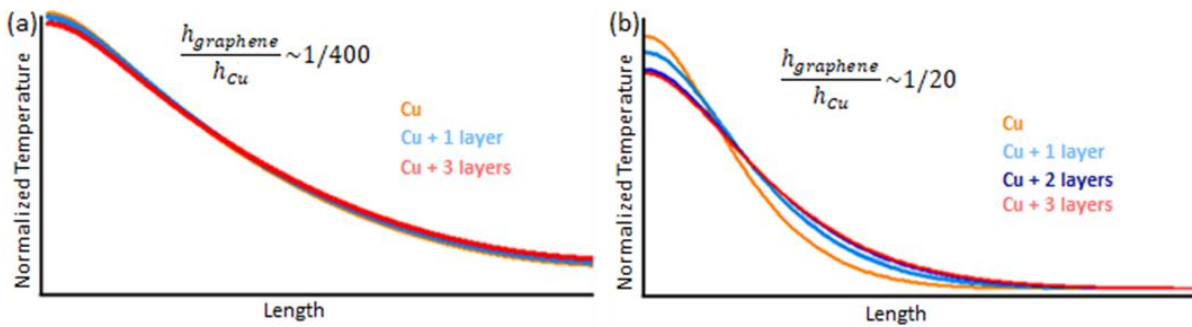 (a)
h_graphene / h_Cu ~1/400
Cu
Cu + 1 layer
Cu + 3 layers
Normalized Temperature
Length
(b)
h_graphene / h_Cu ~1/20
Cu
Cu + 1 layer
Cu + 2 layers
Cu + 3 layers
Normalized Temperature
Length